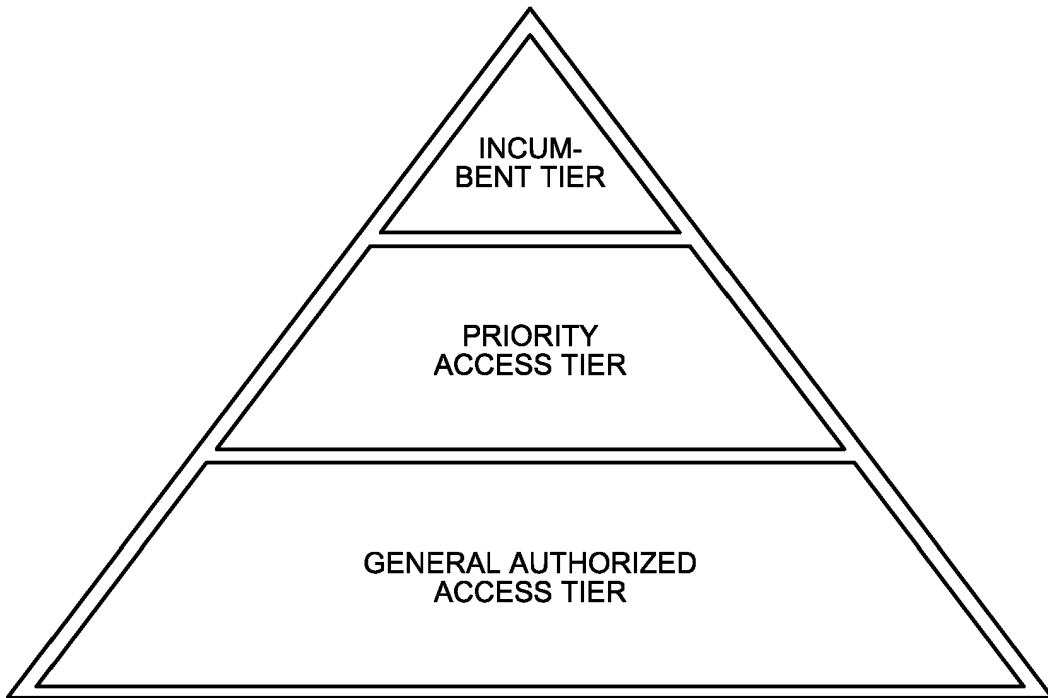 INCUM-
BENT TIER
PRIORITY
ACCESS TIER
GENERAL AUTHORIZED
ACCESS TIER